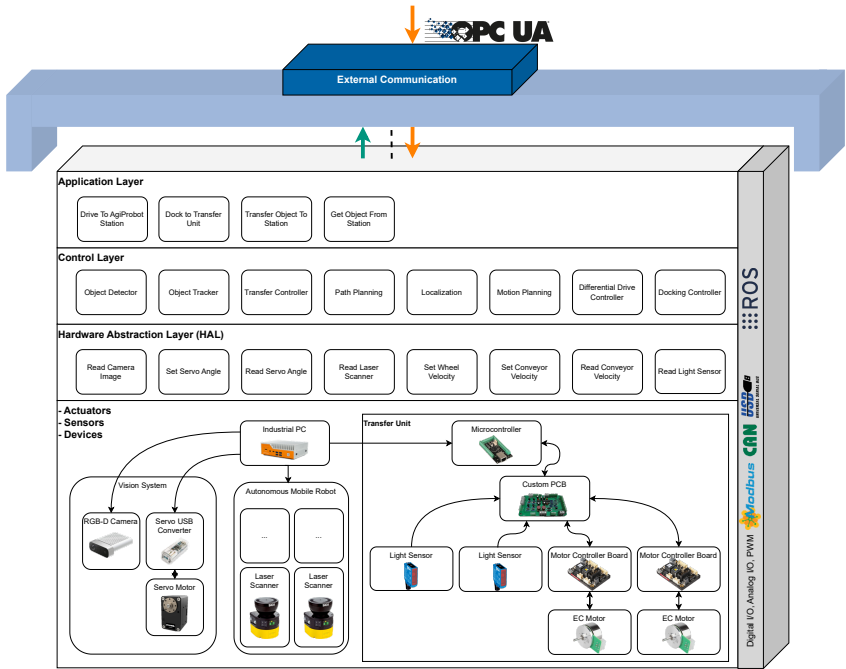 OPC UA
External Communication
Application Layer
Drive To AgiProbot
Station
Dock to Transfer
Unit
Transfer Object To
Station
Get Object From
Station
Control Layer
Object Detector
Object Tracker
Transfer Controller
Path Planning
Localization
Motion Planning
Differential Drive
Controller
Docking Controller
Hardware Abstraction Layer (HAL)
Read Camera
Image
Set Servo Angle
Read Servo Angle
Read Laser
Scanner
Set Wheel
Velocity
Set Conveyor
Velocity
Read Conveyor
Velocity
Read Light Sensor
- Actuators
- Sensors
- Devices
Industrial PC
Transfer Unit
Microcontroller
Vision System
Autonomous Mobile Robot
Custom PCB
RGB-D Camera
Servo USB
Converter
...
...
Light Sensor
Light Sensor
Motor Controller Board
Motor Controller Board
Servo Motor
Laser
Scanner
Laser
Scanner
EC Motor
EC Motor
ROS
USB
UNIVERSAL SERIAL BUS
CAN
Modbus
Digital I/O, Analog I/O, PWM